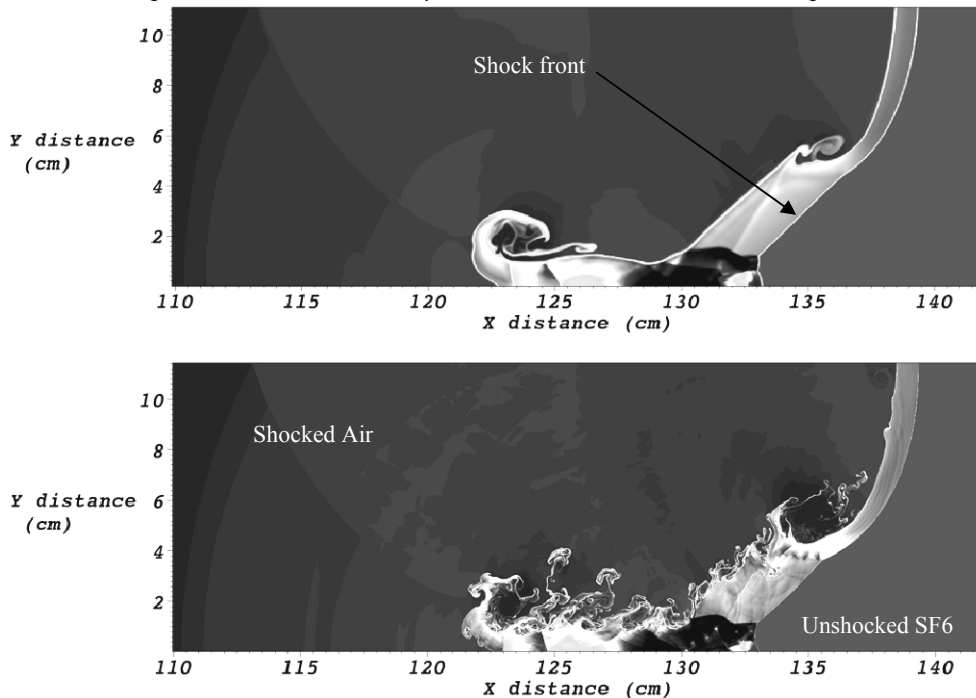 10
Shock front
8
Y distance
(cm)
6
4
2
110 115 120 125 130 135 140
X distance (cm)
10
Shocked Air
8
Y distance
(cm)
6
4
2
Unshocked SF6
110 115 120 125 130 135 140
X distance (cm)